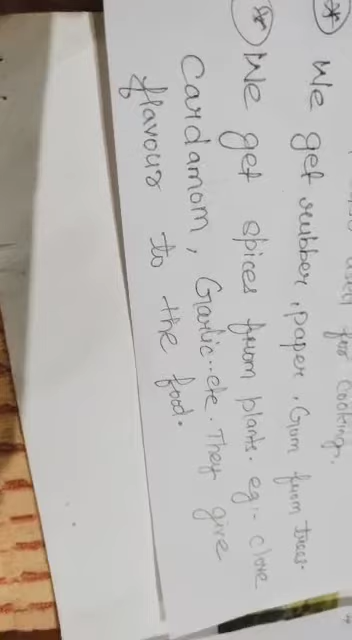 used for cooking.
* We get rubber, paper, Gum from trees.
* We get spices from plants. eg:- clove
Cardamom, Garlic..etc. They give
flavour to the food.